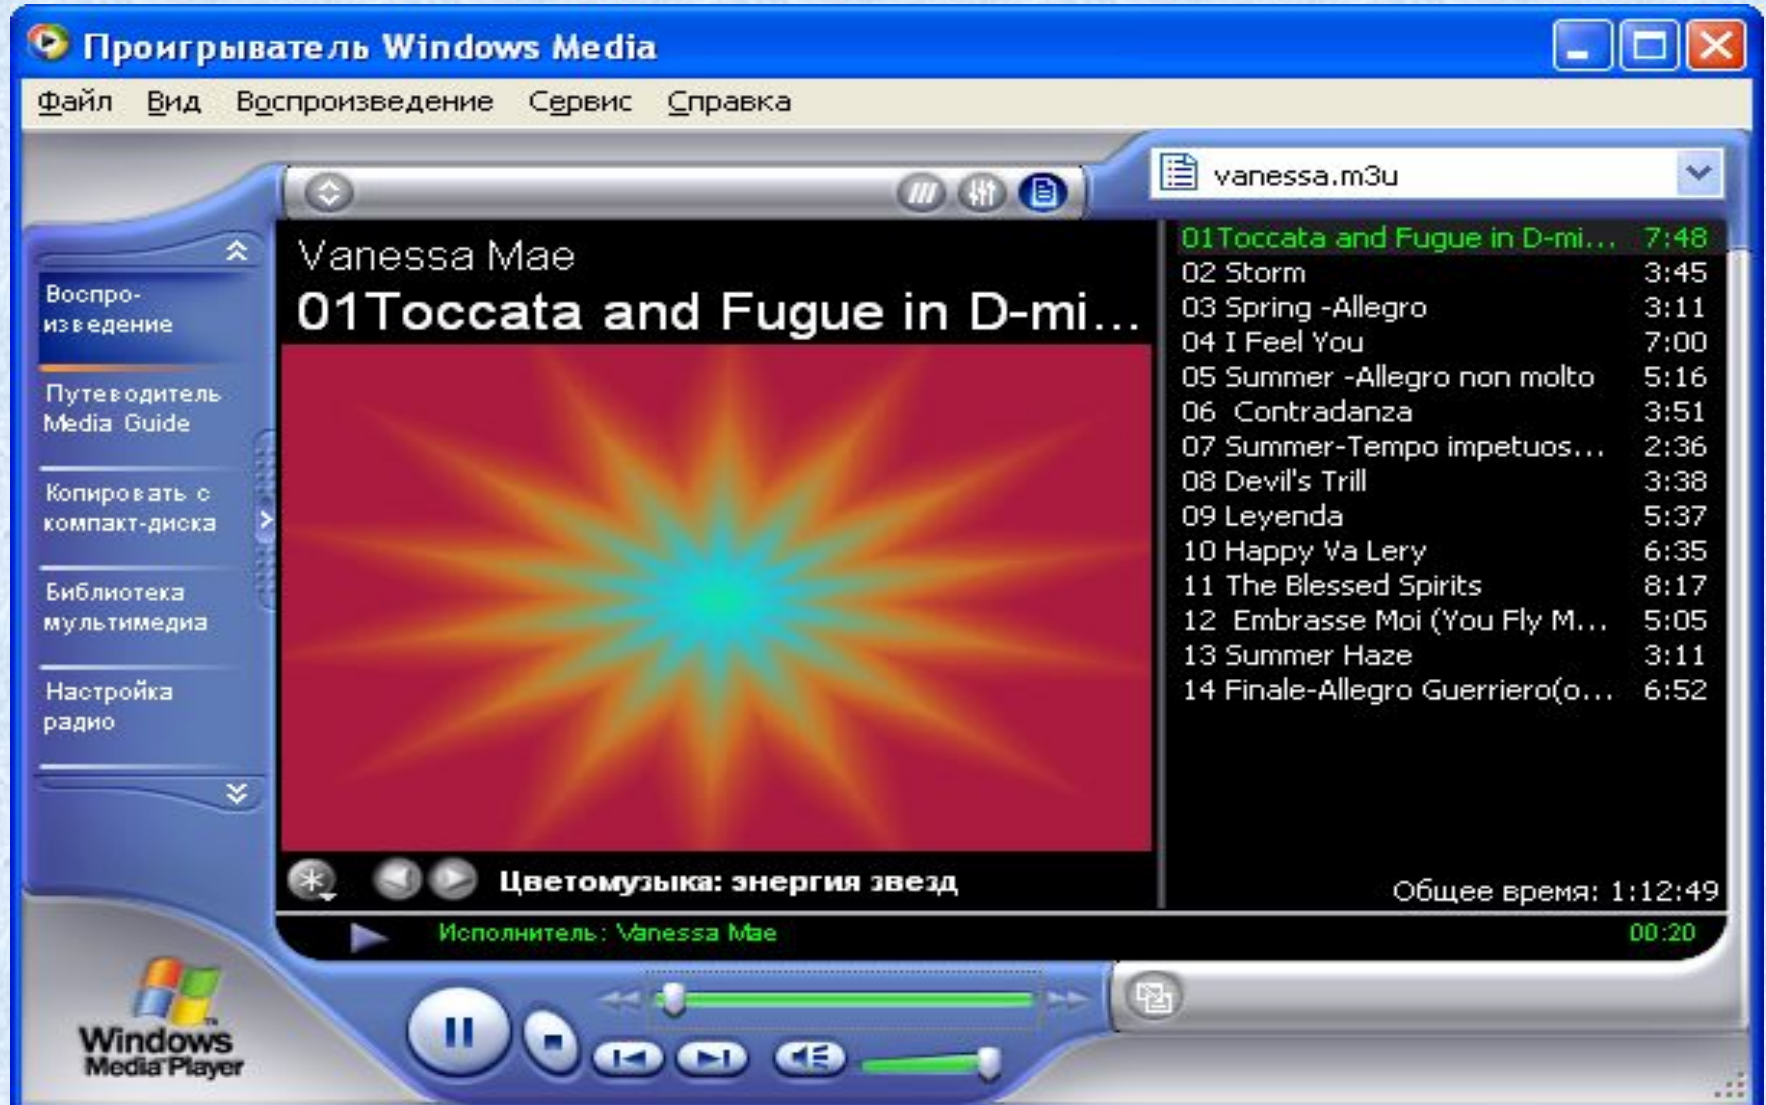 Проигрыватель Windows Media
Файл Вид Воспроизведение Сервис Справка
vanessa.m3u
Воспро-
изведение
Путеводитель
Media Guide
Копировать с
компакт-диска
Библиотека
мультимедиа
Настройка
радио
Vanessa Mae
01Toccata and Fugue in D-mi...
01Toccata and Fugue in D-mi... 7:48
02 Storm 3:45
03 Spring -Allegro 3:11
04 I Feel You 7:00
05 Summer -Allegro non molto 5:16
06 Contradanza 3:51
07 Summer-Tempo impetuos... 2:36
08 Devil's Trill 3:38
09 Leyenda 5:37
10 Happy Va Lery 6:35
11 The Blessed Spirits 8:17
12 Embrasse Moi (You Fly M... 5:05
13 Summer Haze 3:11
14 Finale-Allegro Guerriero(o... 6:52
Цветомузыка: энергия звезд
Общее время: 1:12:49
Исполнитель: Vanessa Mae 00:20
Windows
Media Player